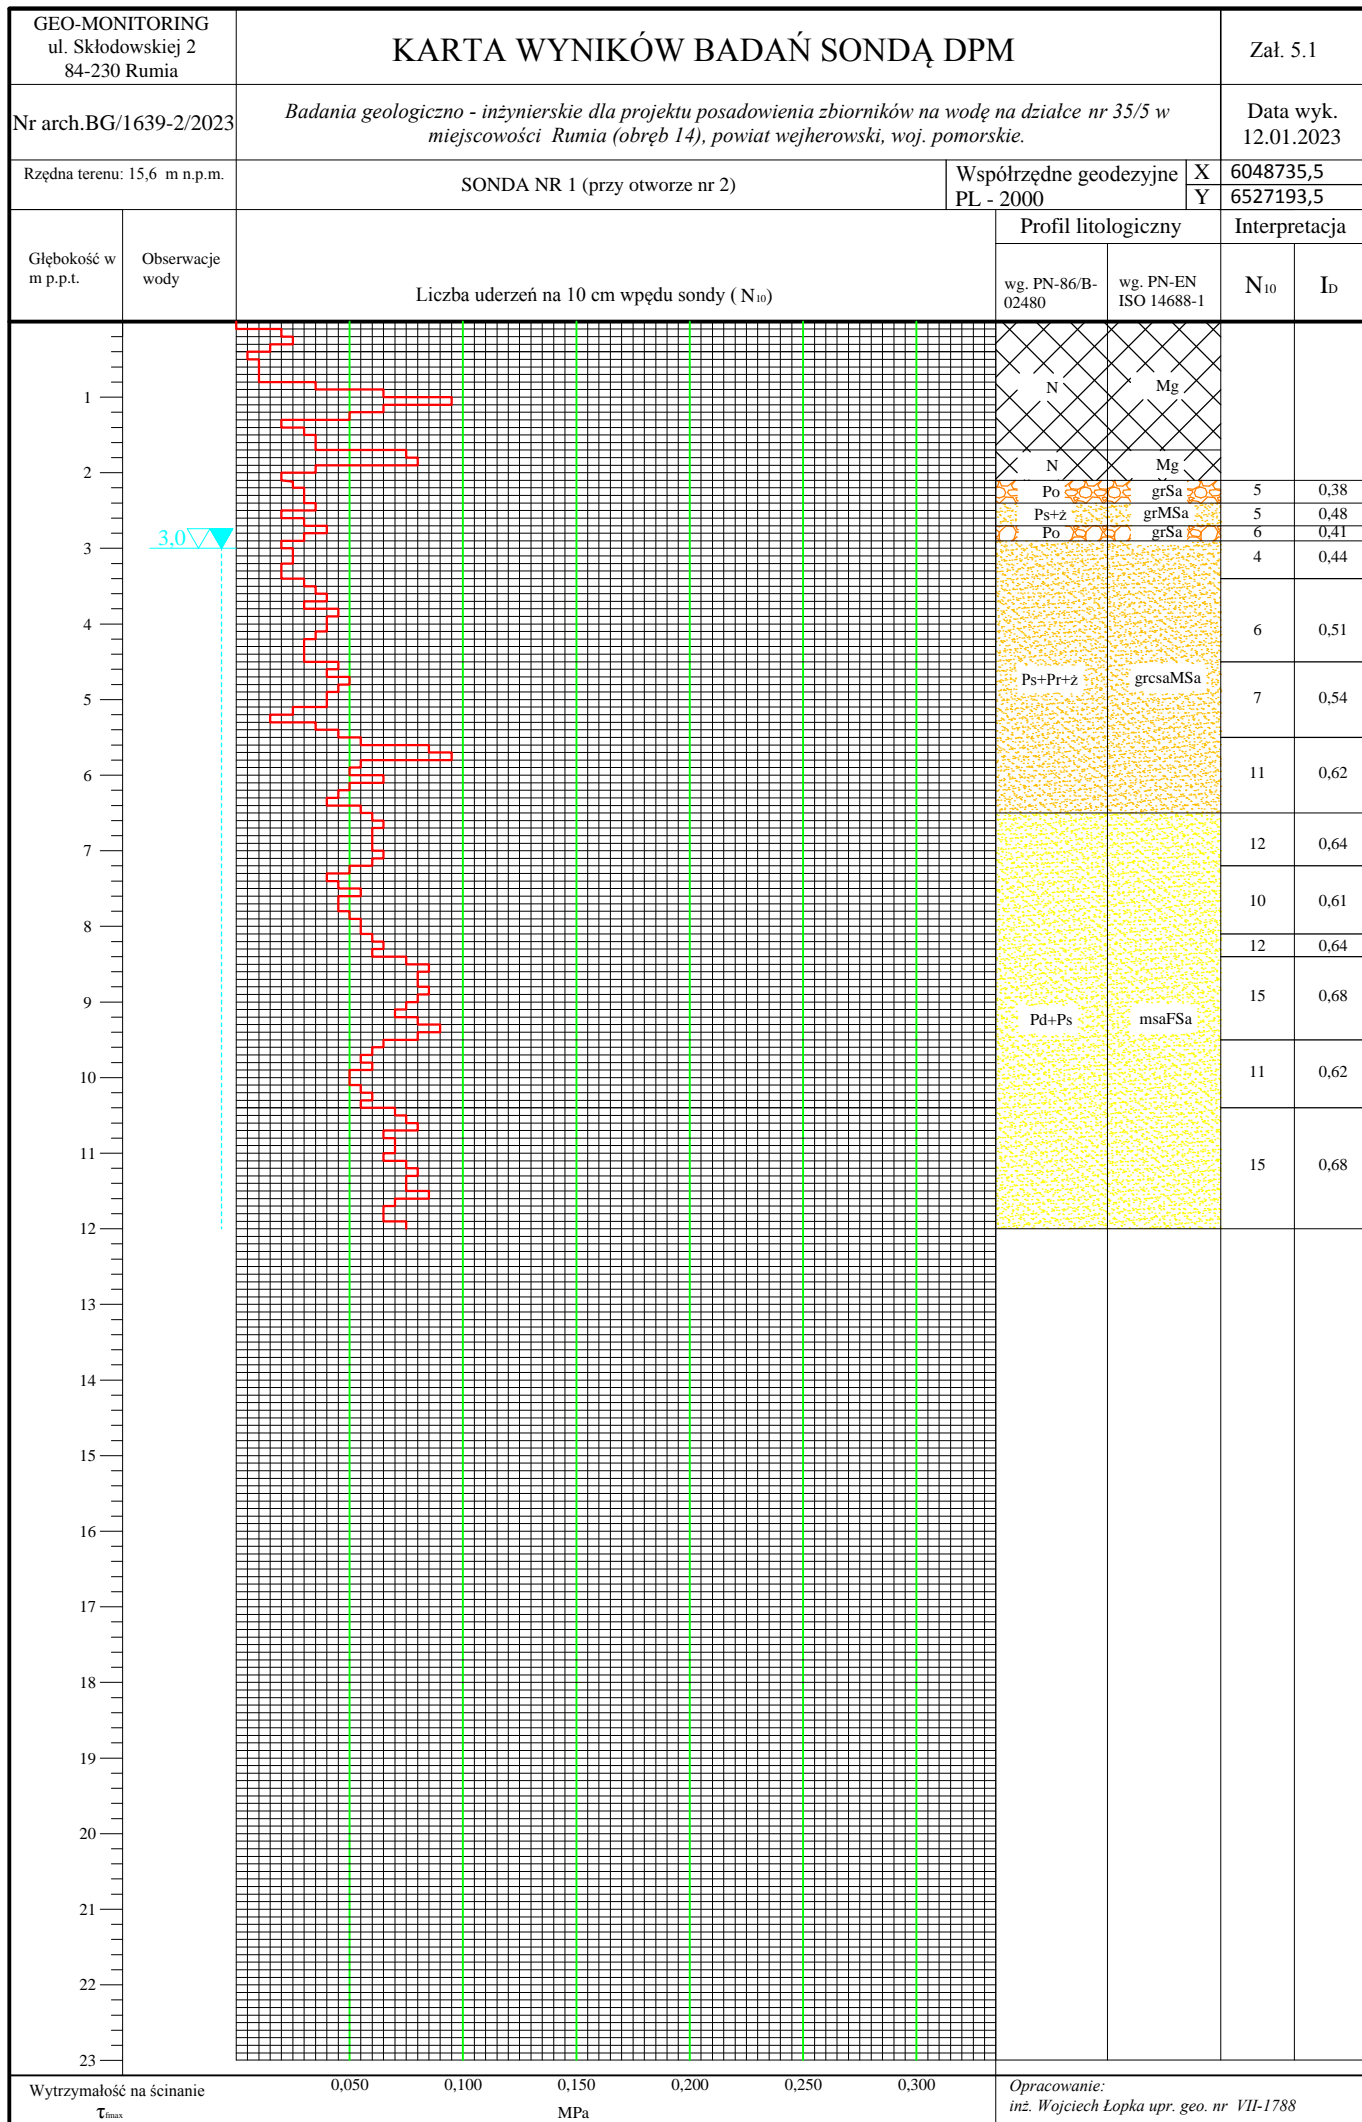 GEO-MONITORING
ul. Skłodowskiej 2
84-230 Rumia
KARTA WYNIKÓW BADAŃ SONDĄ DPM
Zał. 5.1
Nr arch.BG/1639-2/2023
Badania geologiczno - inżynierskie dla projektu posadowienia zbiorników na wodę na działce nr 35/5 w
miejscowości Rumia (obręb 14), powiat wejherowski, woj. pomorskie.
Data wyk.
12.01.2023
Rzędna terenu: 15,6 m n.p.m.
SONDA NR 1 (przy otworze nr 2)
Współrzędne geodezyjne
PL - 2000
X 6048735,5
Y 6527193,5
Głębokość w
m p.p.t.
Obserwacje
wody
Liczba uderzeń na 10 cm wpędu sondy ( N10)
Profil litologiczny
wg. PN-86/B-
02480
wg. PN-EN
ISO 14688-1
Interpretacja
N10
ID
N Mg
1
N Mg
2
Po grSa 5 0,38
Ps+ż grMSa 5 0,48
Po grSa 6 0,41
3,0
3
4 0,44
4
6 0,51
Ps+Pr+ż grcsaMSa
5
7 0,54
6
11 0,62
7
12 0,64
10 0,61
8
12 0,64
9
15 0,68
Pd+Ps msaFSa
10
11 0,62
11
15 0,68
12
13
14
15
16
17
18
19
20
21
22
23
Wytrzymałość na ścinanie
τfmax
0,050 0,100 0,150 0,200 0,250 0,300
MPa
Opracowanie:
inż. Wojciech Łopka upr. geo. nr VII-1788